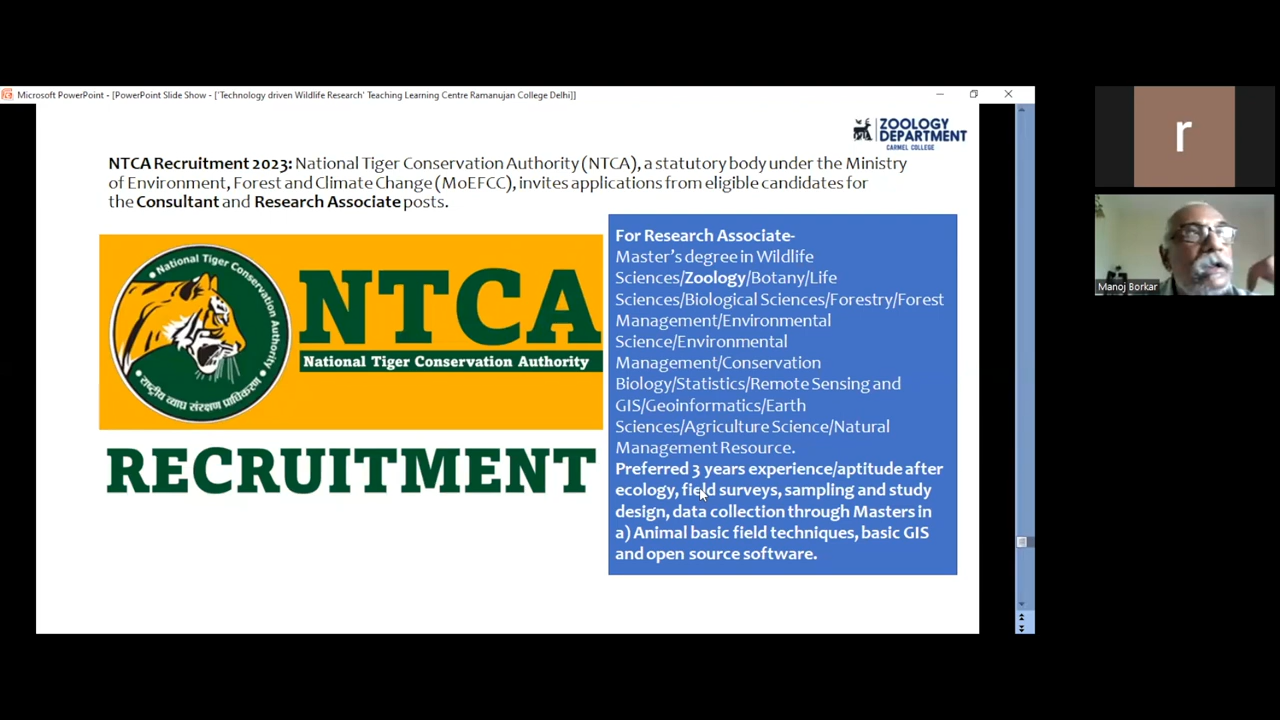 Microsoft PowerPoint - [PowerPoint Slide Show - ['Technology driven Wildlife Research' Teaching Learning Centre Ramanujan College Delhi]]
ZOOLOGY
DEPARTMENT
CARMEL COLLEGE
NTCA Recruitment 2023: National Tiger Conservation Authority (NTCA), a statutory body under the Ministry
of Environment, Forest and Climate Change (MoEFCC), invites applications from eligible candidates for
the Consultant and Research Associate posts.
National Tiger Conservation Authority
राष्ट्रीय व्याघ्र संरक्षण प्राधिकरण
NTCA
National Tiger Conservation Authority
RECRUITMENT
For Research Associate-
Master's degree in Wildlife
Sciences/Zoology/Botany/Life
Sciences/Biological Sciences/Forestry/Forest
Management/Environmental
Science/Environmental
Management/Conservation
Biology/Statistics/Remote Sensing and
GIS/Geoinformatics/Earth
Sciences/Agriculture Science/Natural
Management Resource.
Preferred 3 years experience/aptitude after
ecology, field surveys, sampling and study
design, data collection through Masters in
a) Animal basic field techniques, basic GIS
and open source software.
r
Manoj Borkar